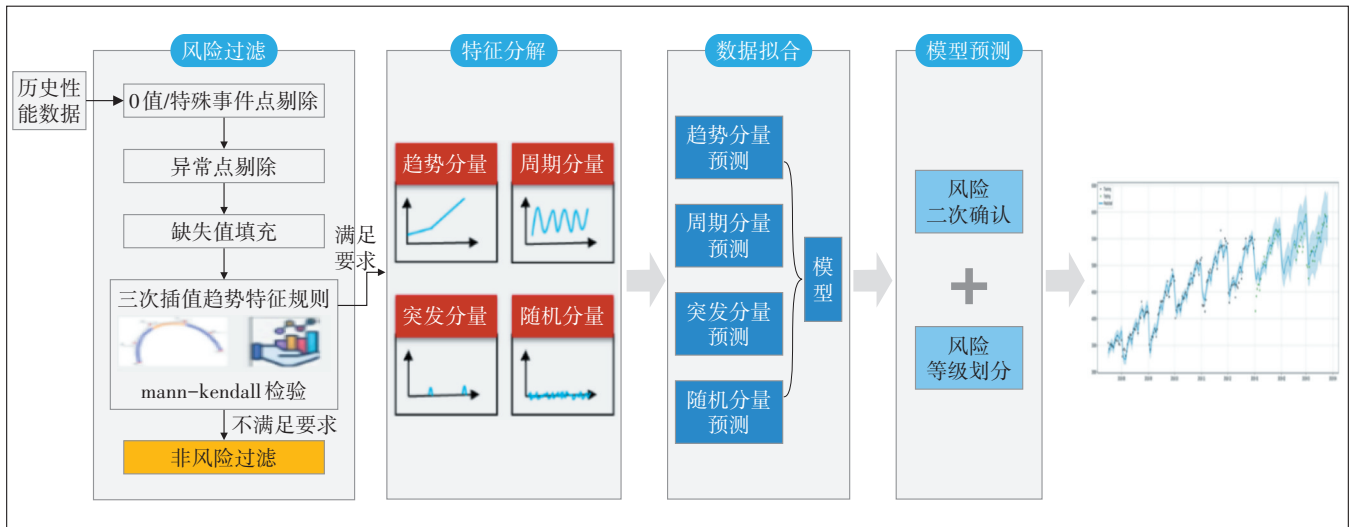 风险过滤
历史性
能数据
0值/特殊事件点剔除
异常点剔除
缺失值填充
满足
要求
三次插值趋势特征规则
mann-kendall检验
不满足要求
非风险过滤
特征分解
趋势分量
周期分量
突发分量
随机分量
数据拟合
趋势分量
预测
周期分量
预测
突发分量
预测
随机分量
预测
模
型
模型预测
风险
二次确认
+
风险
等级划分